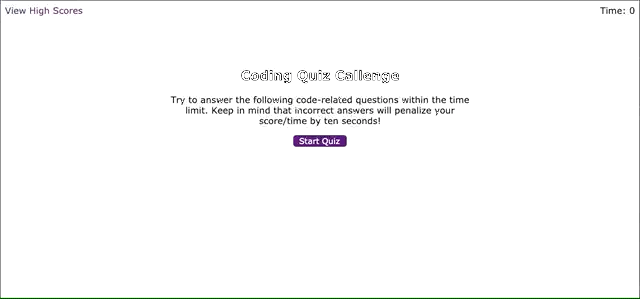 View High Scores
Time: 0
Coding Quiz Callenge
Try to answer the following code-related questions within the time
limit. Keep in mind that incorrect answers will penalize your
score/time by ten seconds!
Start Quiz